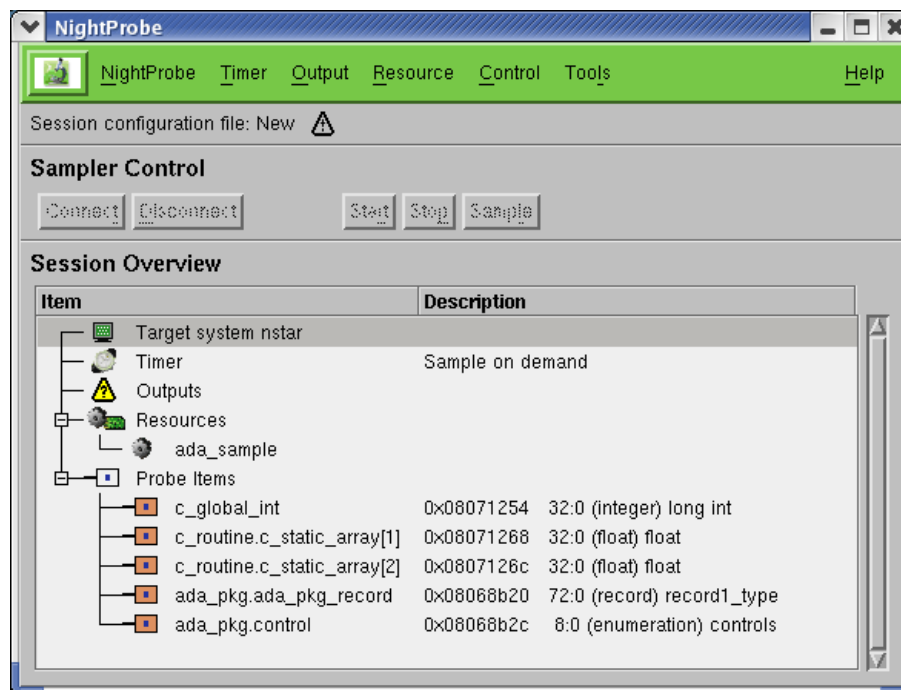 NightProbe
NightProbe Timer Output Resource Control Tools Help
Session configuration file: New
Sampler Control
Connect Disconnect Start Stop Sample
Session Overview
Item Description
Target system nstar
Timer Sample on demand
Outputs
Resources
ada_sample
Probe Items
c_global_int 0x08071254 32:0 (integer) long int
c_routine.c_static_array[1] 0x08071268 32:0 (float) float
c_routine.c_static_array[2] 0x0807126c 32:0 (float) float
ada_pkg.ada_pkg_record 0x08068b20 72:0 (record) record1_type
ada_pkg.control 0x08068b2c 8:0 (enumeration) controls